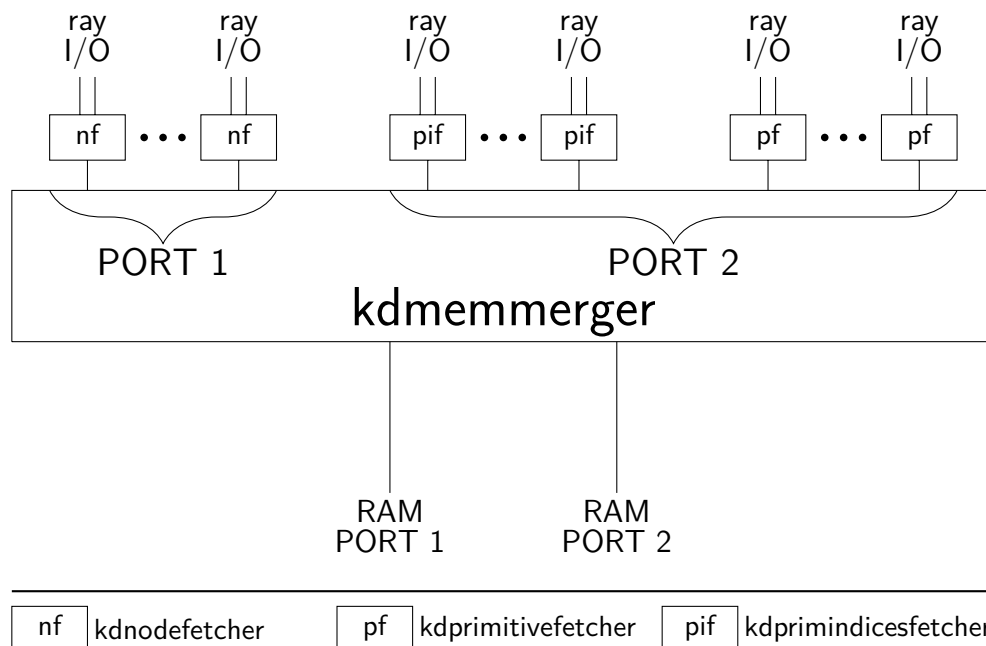 ray ray ray ray ray ray
I/O I/O I/O I/O I/O I/O
nf ••• nf pif ••• pif pf ••• pf
PORT 1 PORT 2
kdmemmerger
RAM RAM
PORT 1 PORT 2
nf kdnodefetcher pf kdprimitivefetcher pif kdprimindicesfetcher